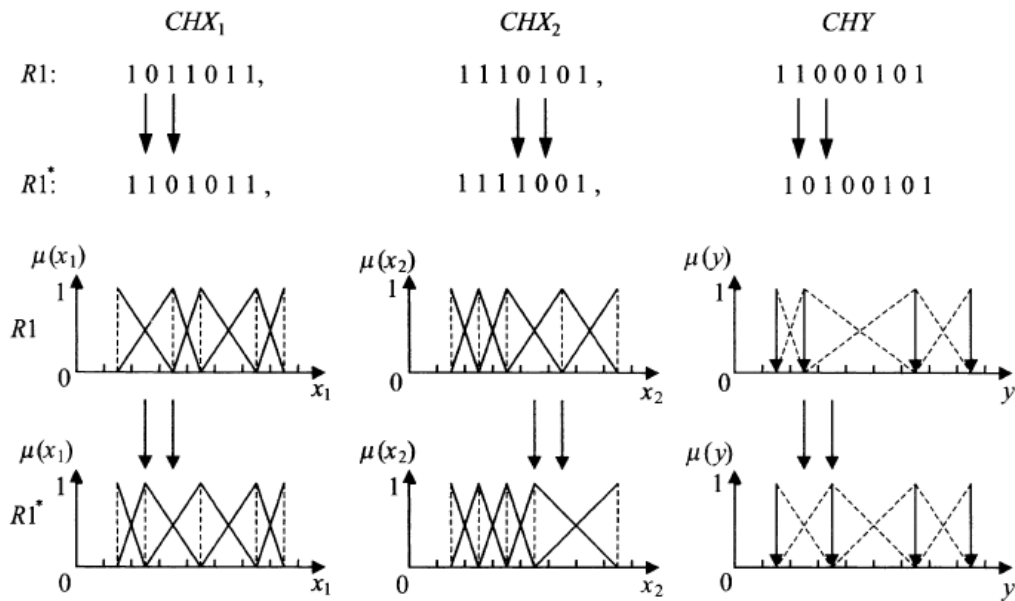 CHX₁ CHX₂ CHY
R1: 1 0 1 1 0 1 1 , 1 1 1 0 1 0 1 , 1 1 0 0 0 1 0 1
R1*: 1 1 0 1 0 1 1 , 1 1 1 1 0 0 1 , 1 0 1 0 0 1 0 1
μ(x₁) μ(x₂) μ(y)
1 1 1
R1
0 0 0
x₁ x₂ y
μ(x₁) μ(x₂) μ(y)
1 1 1
R1*
0 0 0
x₁ x₂ y